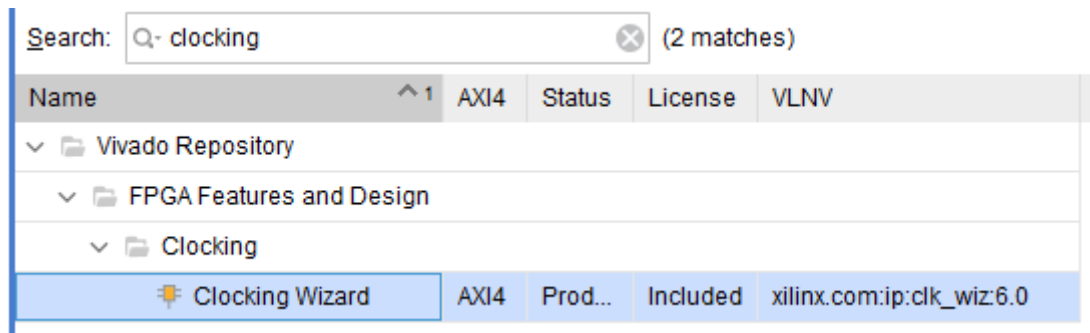 Search: clocking (2 matches)
Name 1 AXI4 Status License VLNV
Vivado Repository
FPGA Features and Design
Clocking
Clocking Wizard AXI4 Prod... Included xilinx.com:ip:clk_wiz:6.0